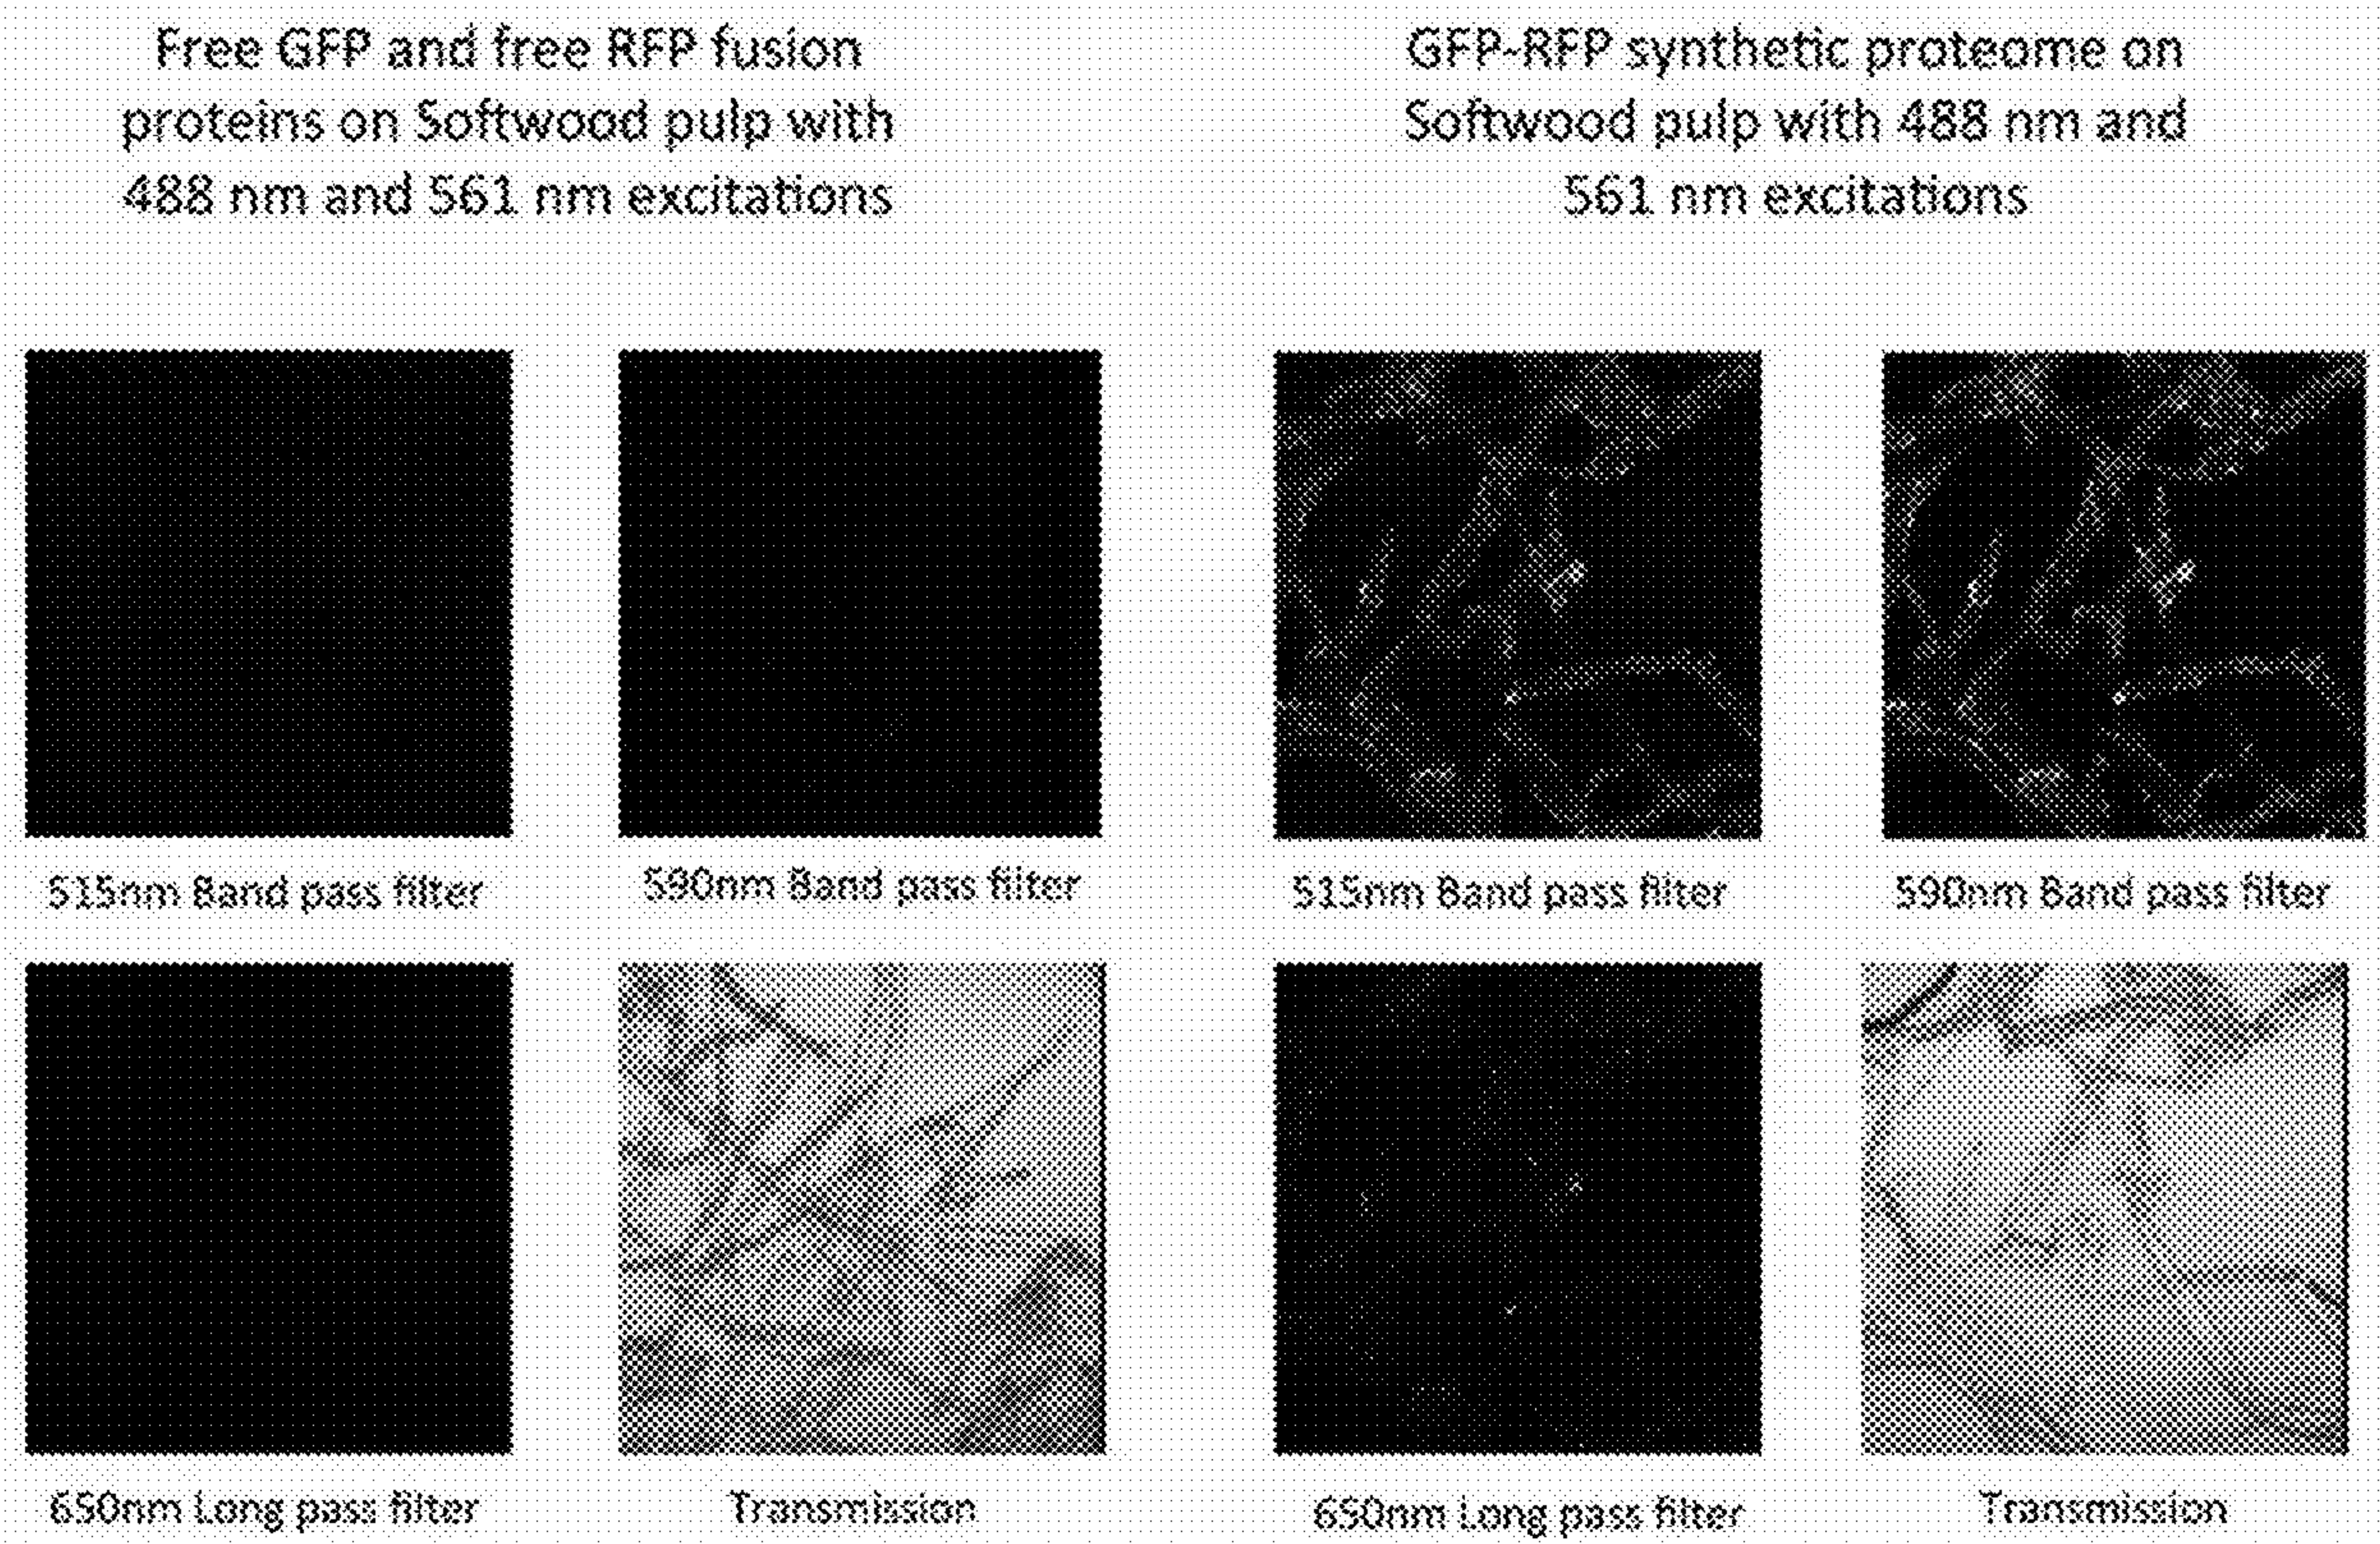 Free GFP and free RFP fusion
proteins on Softwood pulp with
488 nm and 561 nm excitations
GFP-RFP synthetic proteome on
Softwood pulp with 488 nm and
561 nm excitations
515nm Band pass filter
590nm Band pass filter
515nm Band pass filter
590nm Band pass filter
650nm Long pass filter
Transmission
650nm Long pass filter
Transmission